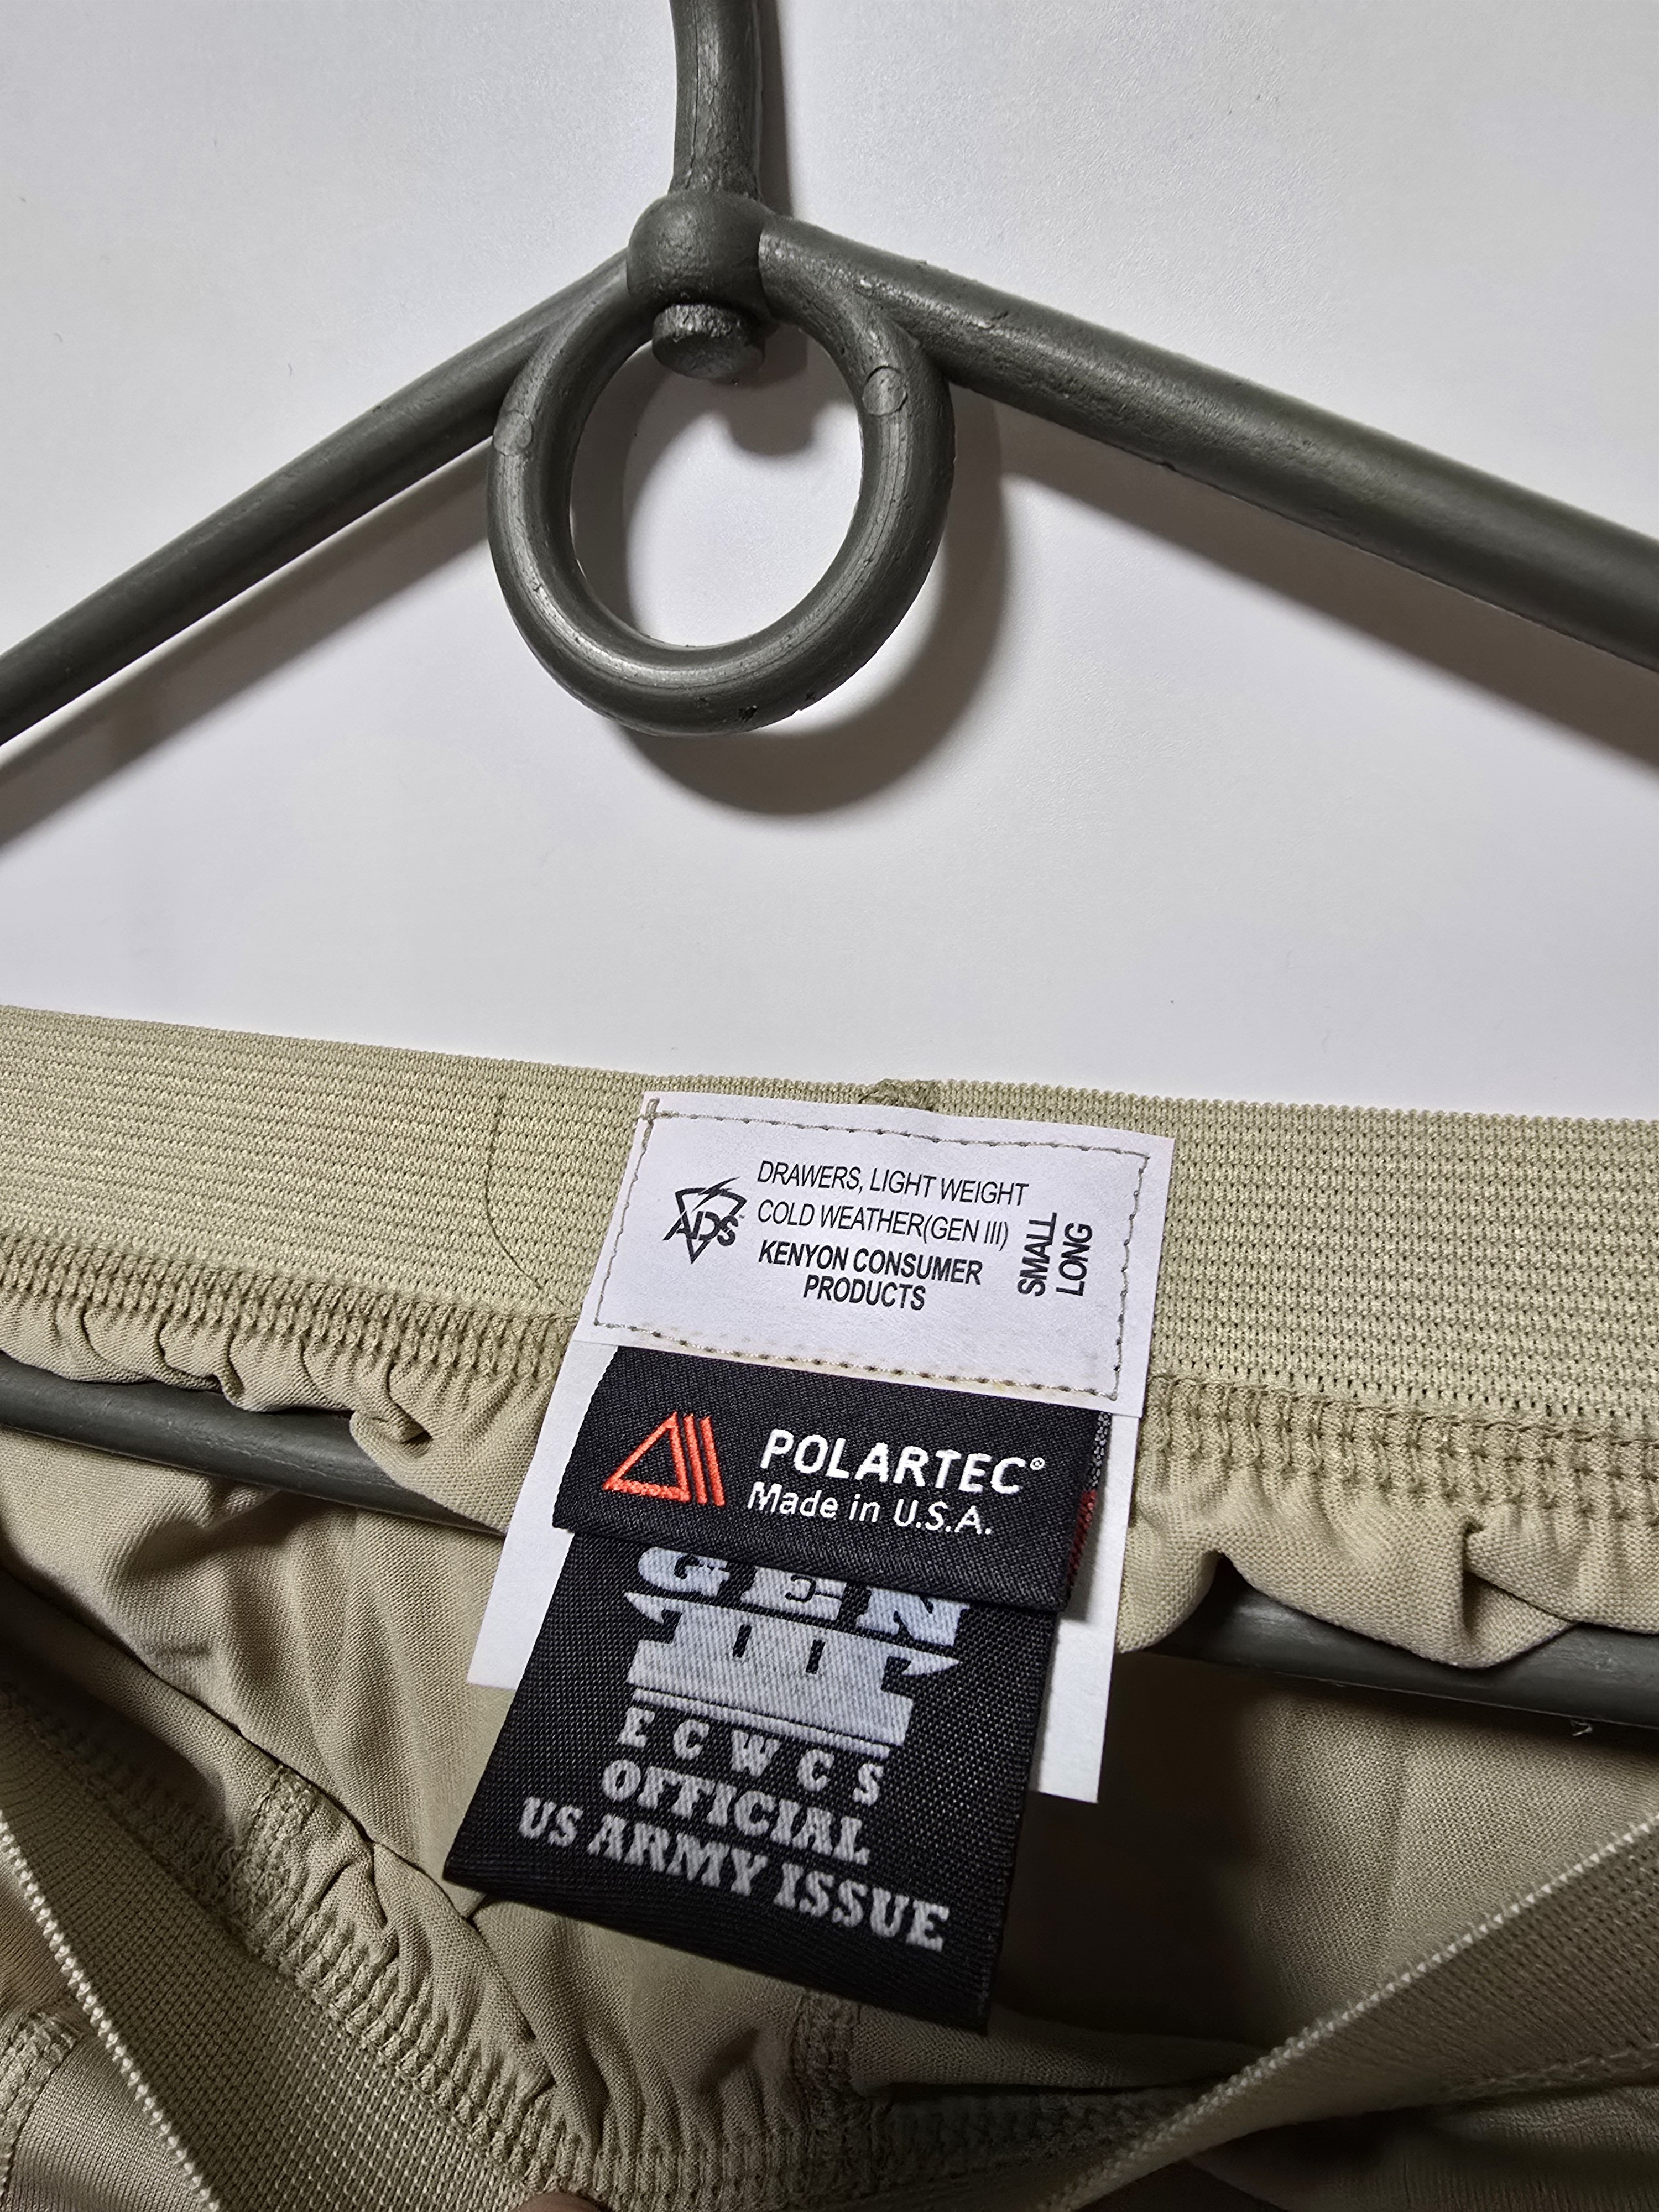 ADS
DRAWERS, LIGHT WEIGHT
COLD WEATHER(GEN III)
KENYON CONSUMER
PRODUCTS
SMALL
LONG
POLARTEC®
Made in U.S.A.
GEN
III
ECWCS
OFFICIAL
US ARMY ISSUE